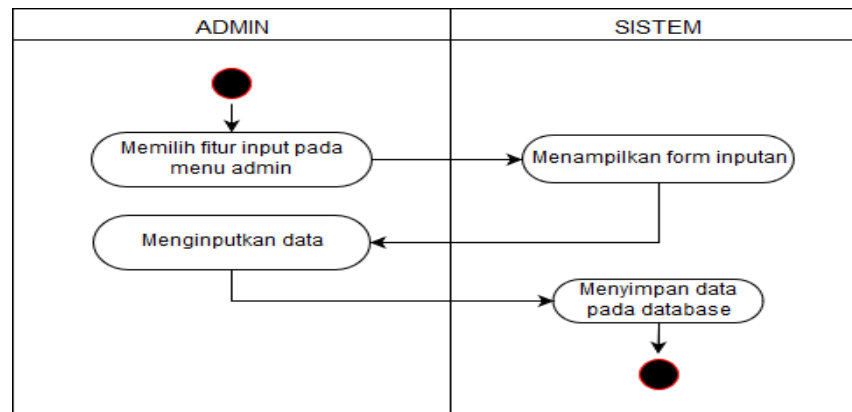 ADMIN
SISTEM
Memilih fitur input pada
menu admin
Menampilkan form inputan
Menginputkan data
Menyimpan data
pada database